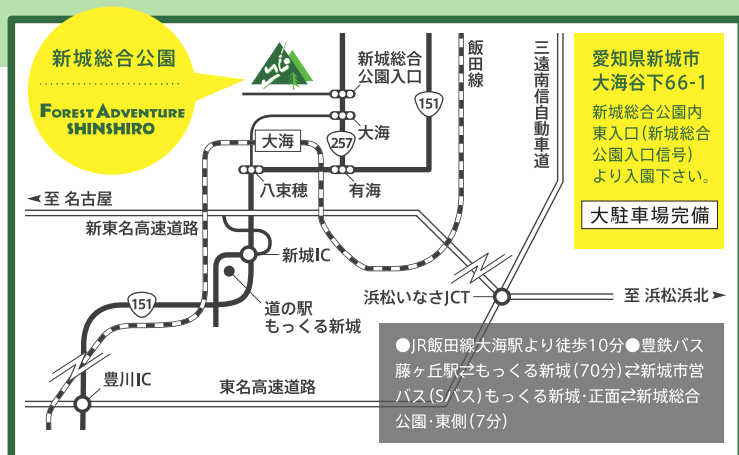 新城総合公園
FOREST ADVENTURE
SHINSHIRO
新城総合
公園入口
飯田線
三遠南信自動車道
151
大海
大海
257
八束穂
有海
至 名古屋
新東名高速道路
新城IC
道の駅
もっくる新城
浜松いなさJCT
至 浜松浜北
151
豊川IC
東名高速道路
愛知県新城市
大海谷下66-1
新城総合公園内
東入口(新城総合
公園入口信号)
より入園下さい。
大駐車場完備
●JR飯田線大海駅より徒歩10分●豊鉄バス
藤ヶ丘駅⇄もっくる新城(70分)⇄新城市営
バス(Sバス)もっくる新城・正面⇄新城総合
公園・東側(7分)